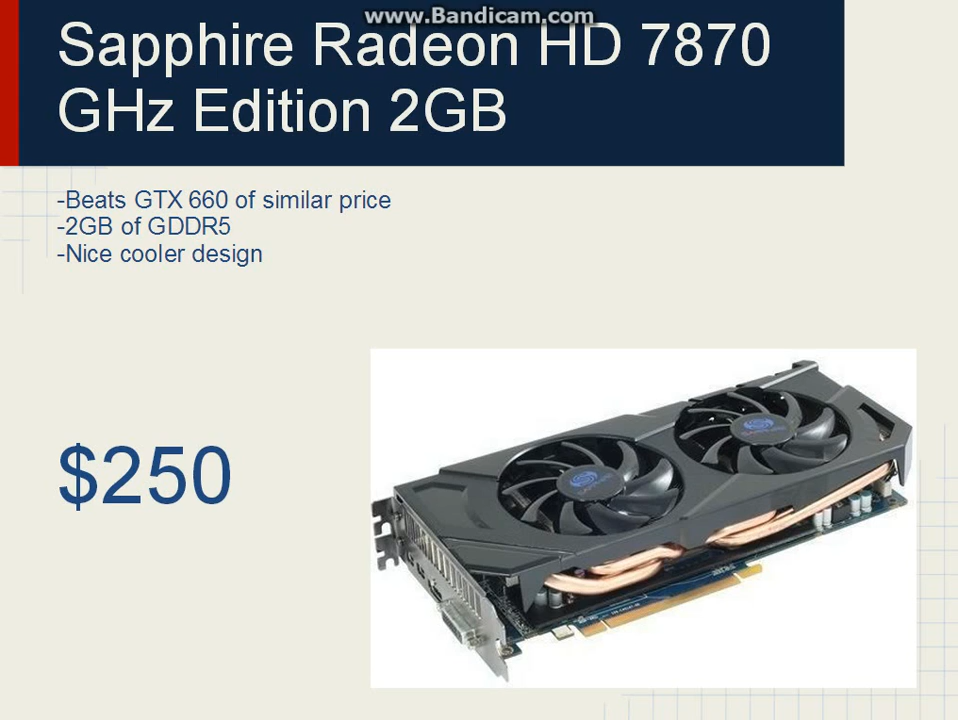 www.Bandicam.com
Sapphire Radeon HD 7870
GHz Edition 2GB
-Beats GTX 660 of similar price
-2GB of GDDR5
-Nice cooler design
$250